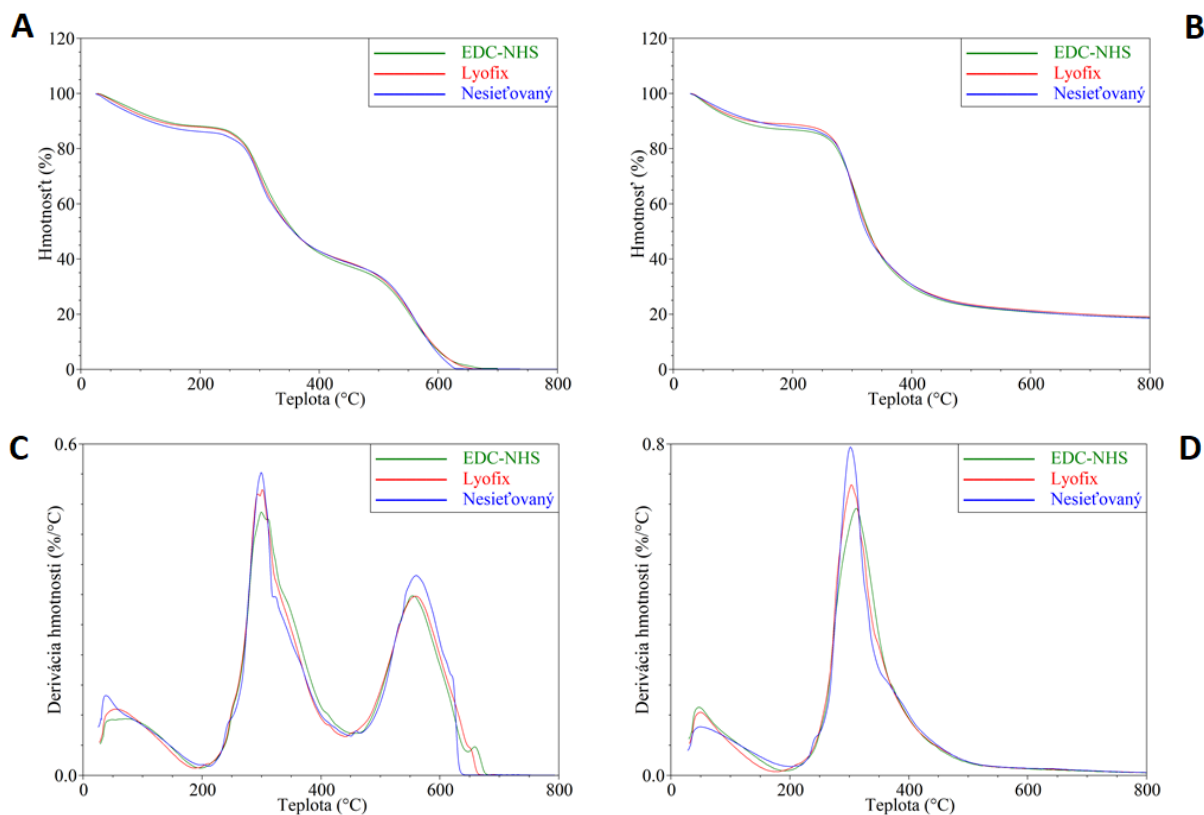 A
120
100
80
60
40
20
0
Hmotnosťt (%)
EDC-NHS
Lyofix
Nesieťovaný
0 200 400 600 800
Teplota (°C)
B
120
100
80
60
40
20
0
Hmotnosť (%)
EDC-NHS
Lyofix
Nesieťovaný
0 200 400 600 800
Teplota (°C)
C
0.6
0.0
Derivácia hmotnosti (%/°C)
EDC-NHS
Lyofix
Nesieťovaný
0 200 400 600 800
Teplota (°C)
D
0.8
0.0
Derivácia hmotnosti (%/°C)
EDC-NHS
Lyofix
Nesieťovaný
0 200 400 600 800
Teplota (°C)